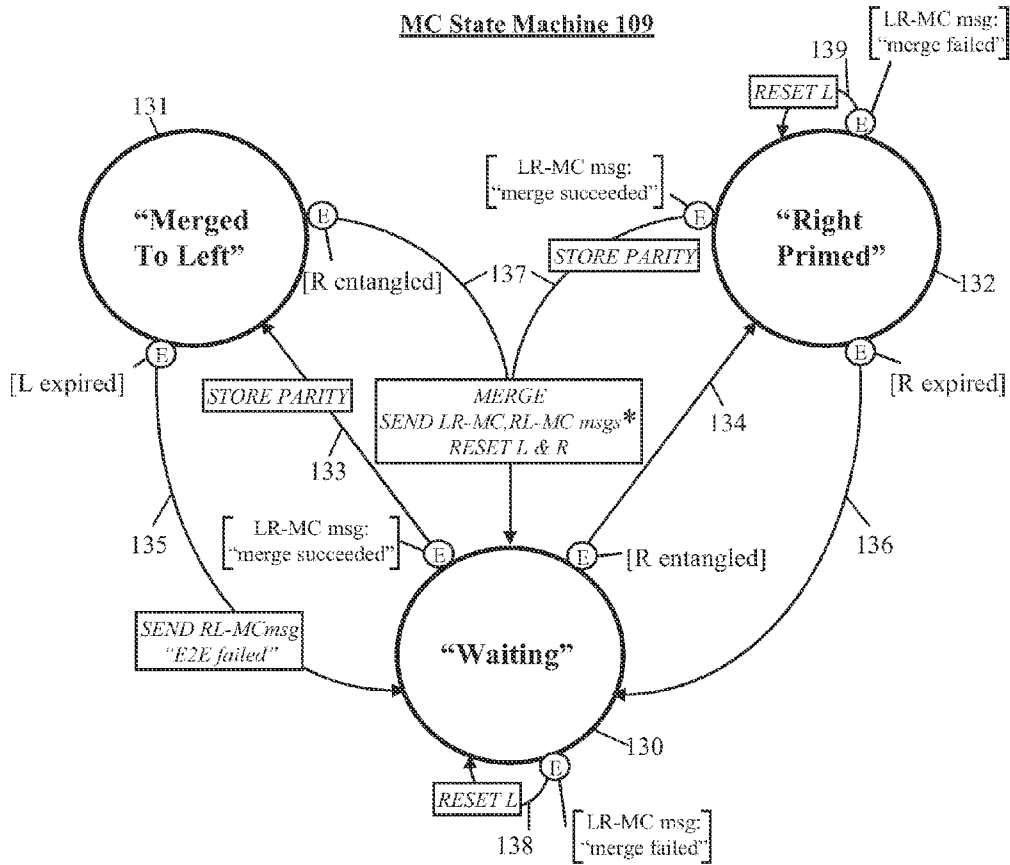 MC State Machine 109
LR-MC msg:
"merge failed"
139
RESET L
E
131
LR-MC msg:
"merge succeeded"
E
E
"Merged
To Left"
"Right
Primed"
STORE PARITY
[R entangled]
137
132
E
E
[L expired]
[R expired]
STORE PARITY
MERGE
SEND LR-MC,RL-MC msgs*
RESET L & R
134
133
LR-MC msg:
"merge succeeded"
135
136
E
E
[R entangled]
SEND RL-MCmsg
"E2E failed"
"Waiting"
130
E
RESET L
138
LR-MC msg:
"merge failed"